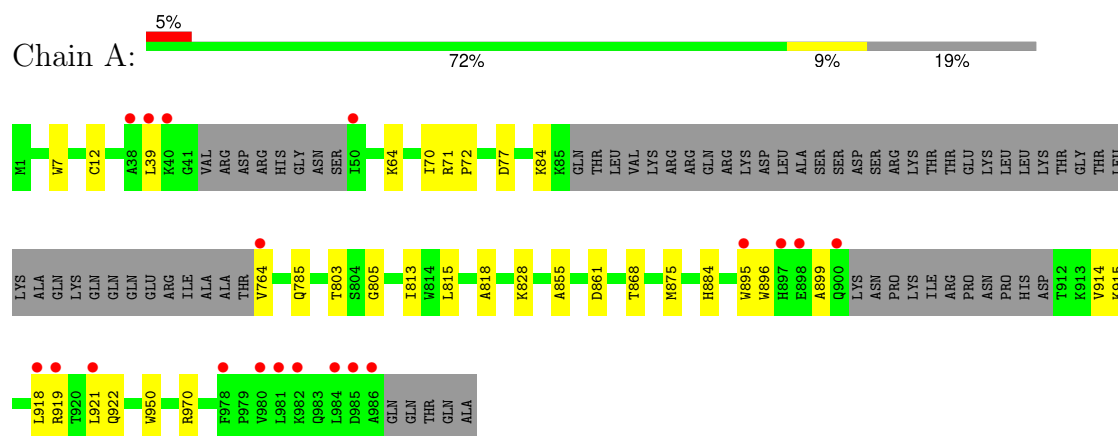 5%
Chain A:
72% 9% 19%
M1 W7 C12 A38 L39 K40 G41 VAL ARG ASP ARG HIS GLY ASN SER I50 K64 I70 R71 P72 D77 K84 K85 GLN THR LEU VAL LYS ARG ARG GLN ARG LYS ASP LEU ALA SER SER ASP SER ARG LYS THR THR GLU LYS LEU LEU LYS THR GLY THR LEU
LYS ALA GLN LYS GLN GLN GLN GLU ARG ILE ALA ALA THR V764 Q785 T803 S804 G805 I813 W814 L815 A818 K828 A855 D861 T868 M875 H884 W895 W896 H897 E898 A899 Q900 LYS ASN PRO LYS ILE ARG PRO ASN PRO HIS ASP T912 K913 V914 K915
L918 R919 T920 L921 Q922 W950 R970 F978 P979 V980 L981 K982 Q983 L984 D985 A986 GLN GLN THR GLN ALA